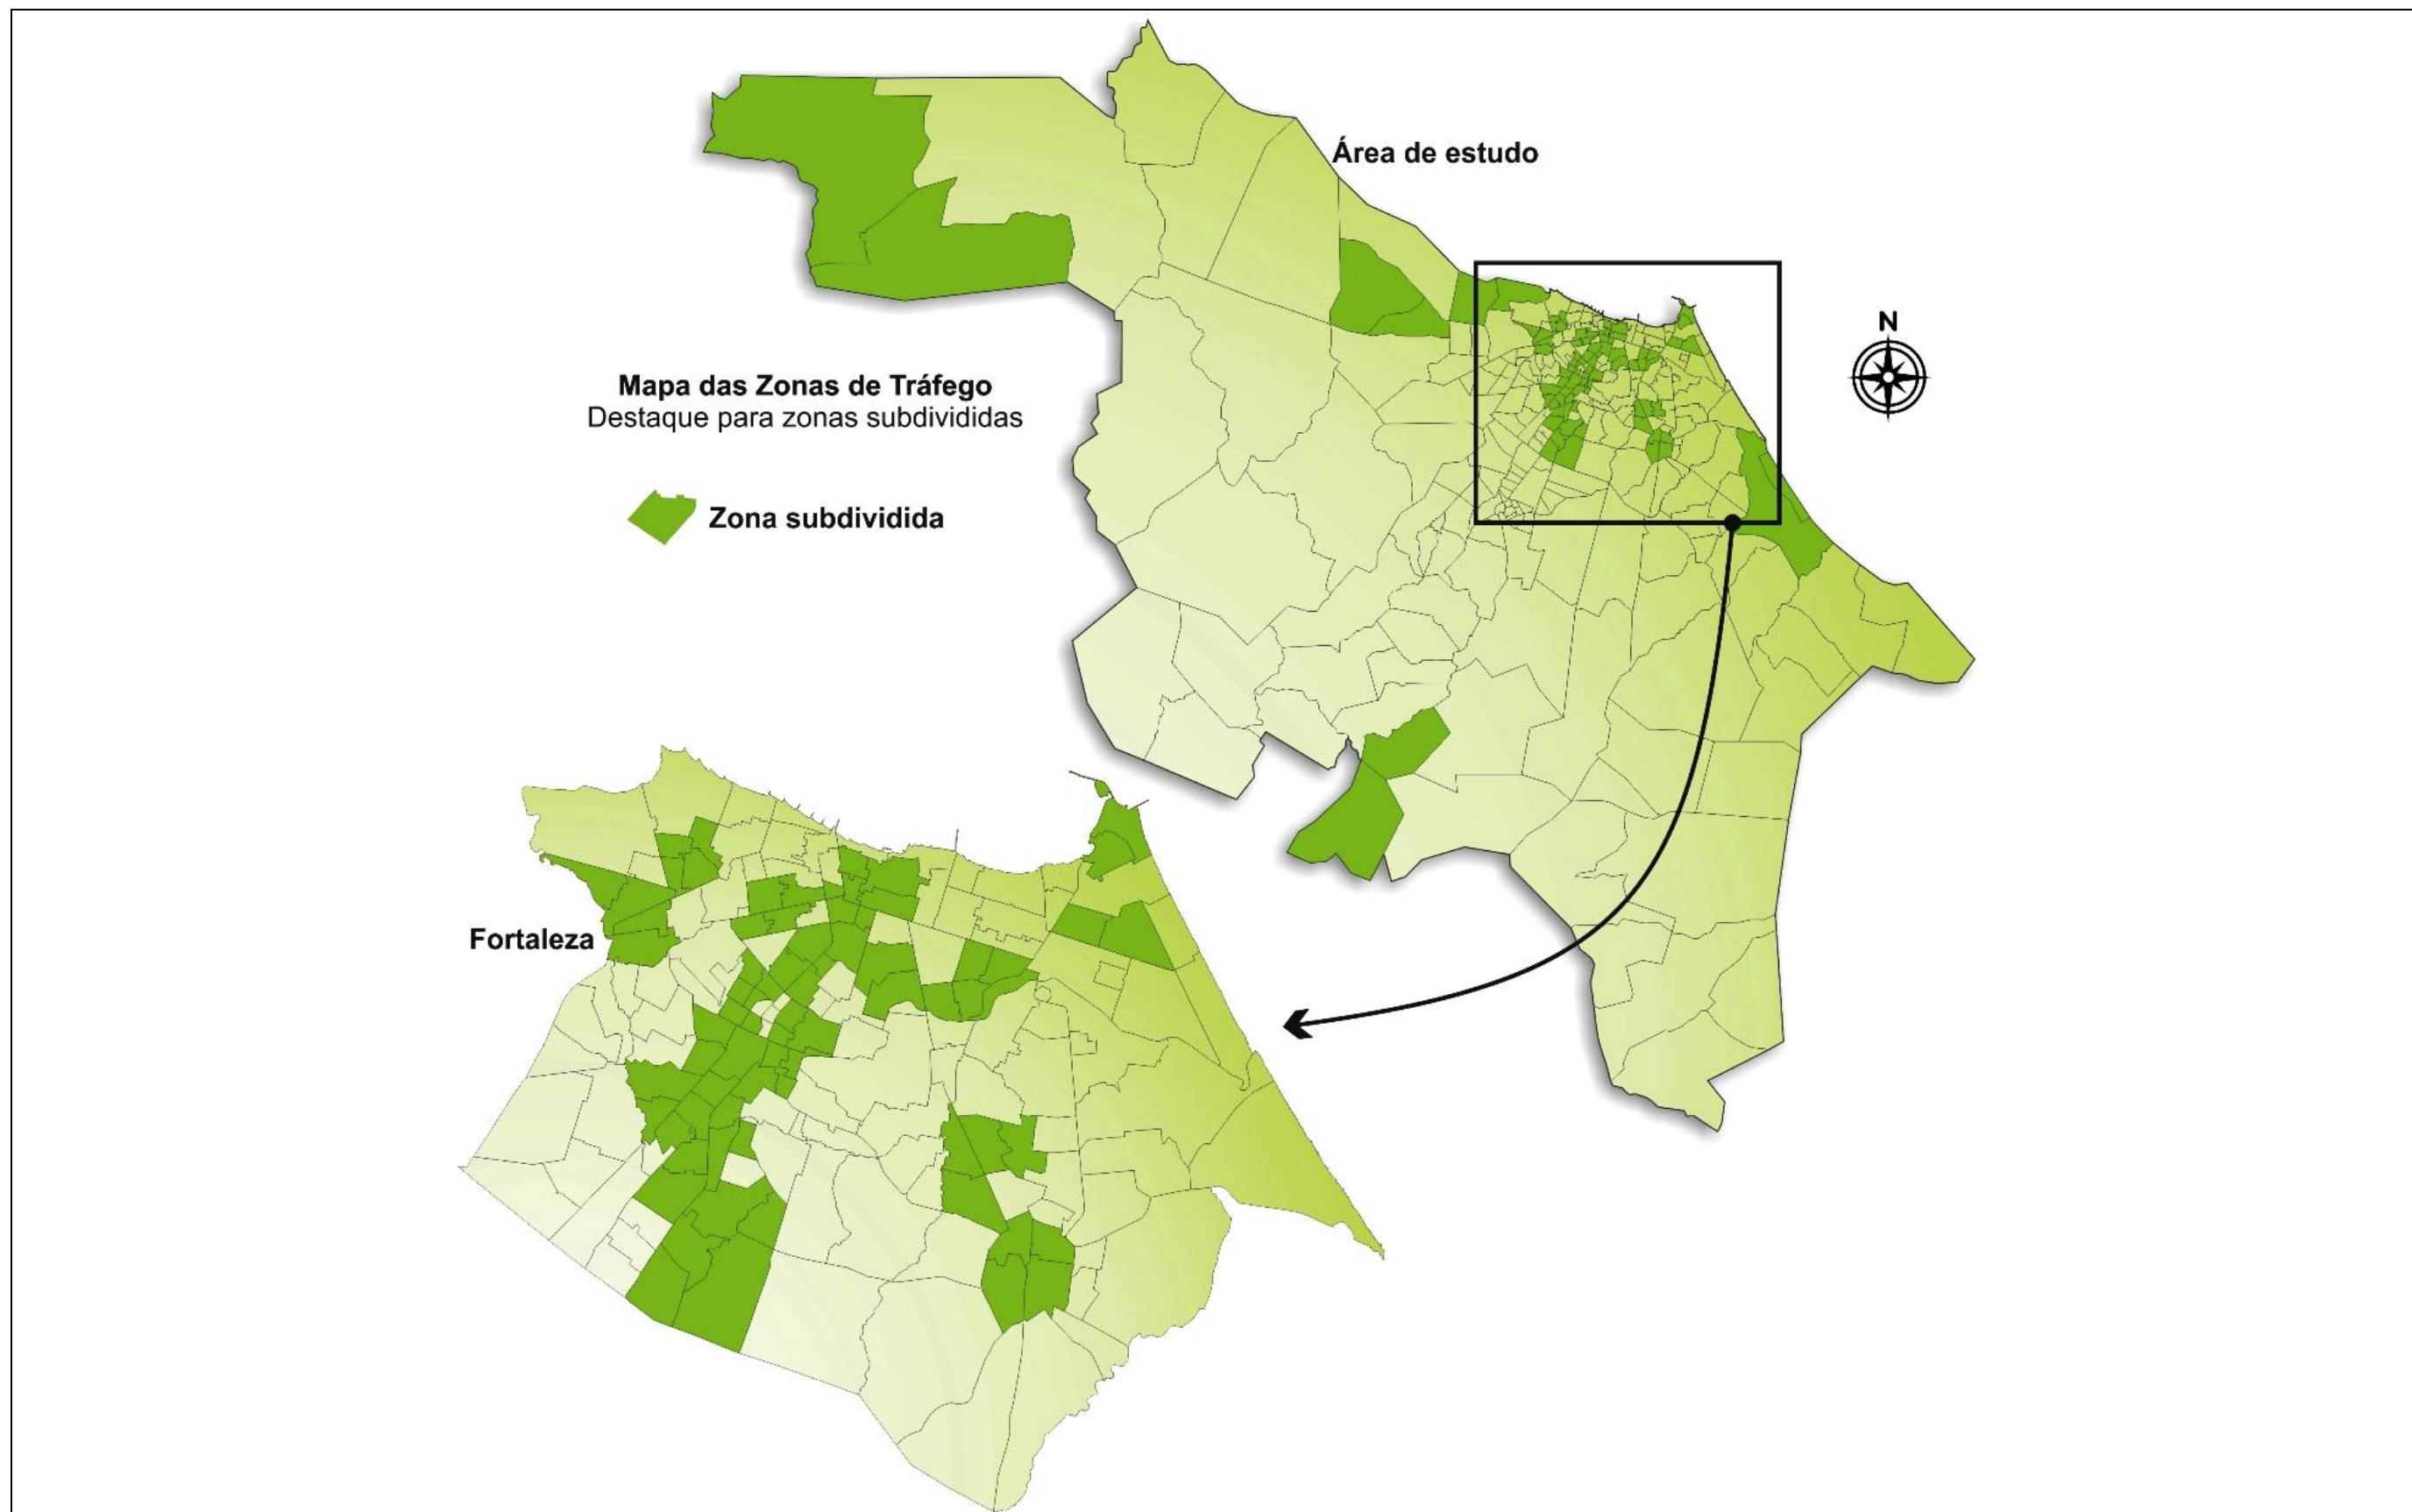 Área de estudo
N
Mapa das Zonas de Tráfego
Destaque para zonas subdivididas
Zona subdividida
Fortaleza